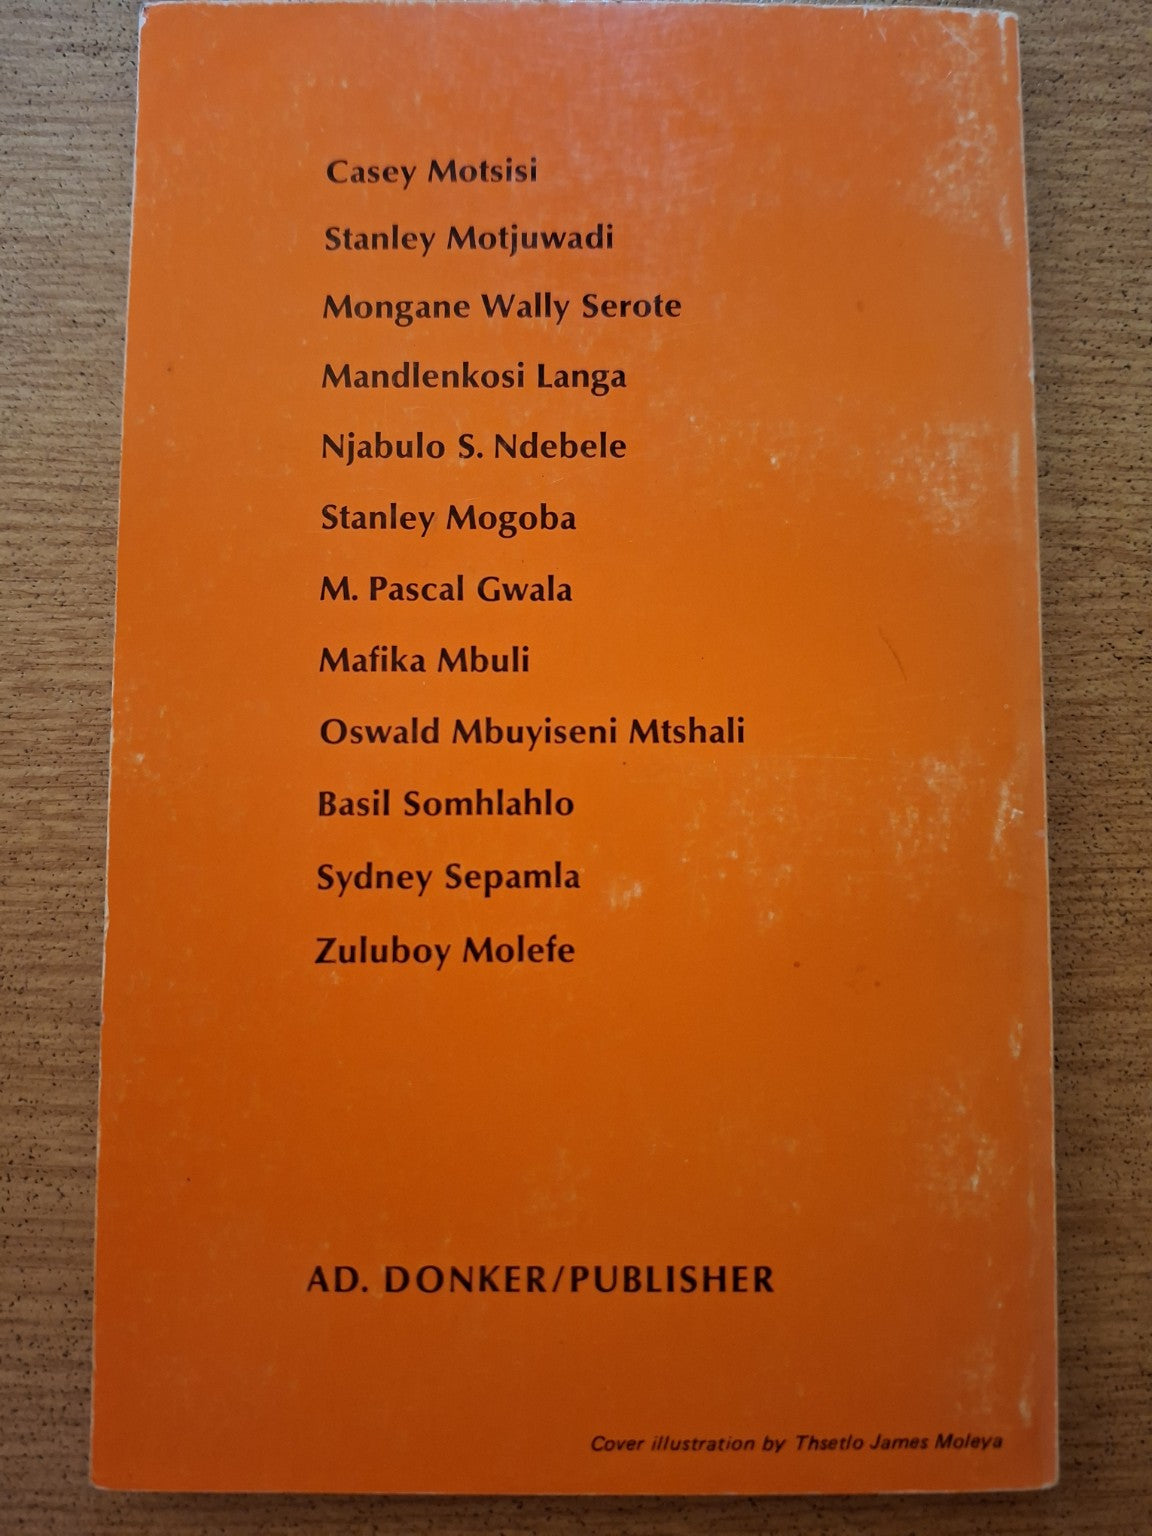 Casey Motsisi
Stanley Motjuwadi
Mongane Wally Serote
Mandlenkosi Langa
Njabulo S. Ndebele
Stanley Mogoba
M. Pascal Gwala
Mafika Mbuli
Oswald Mbuyiseni Mtshali
Basil Somhlahlo
Sydney Sepamla
Zuluboy Molefe
AD. DONKER/PUBLISHER
Cover illustration by Thsetlo James Moleya